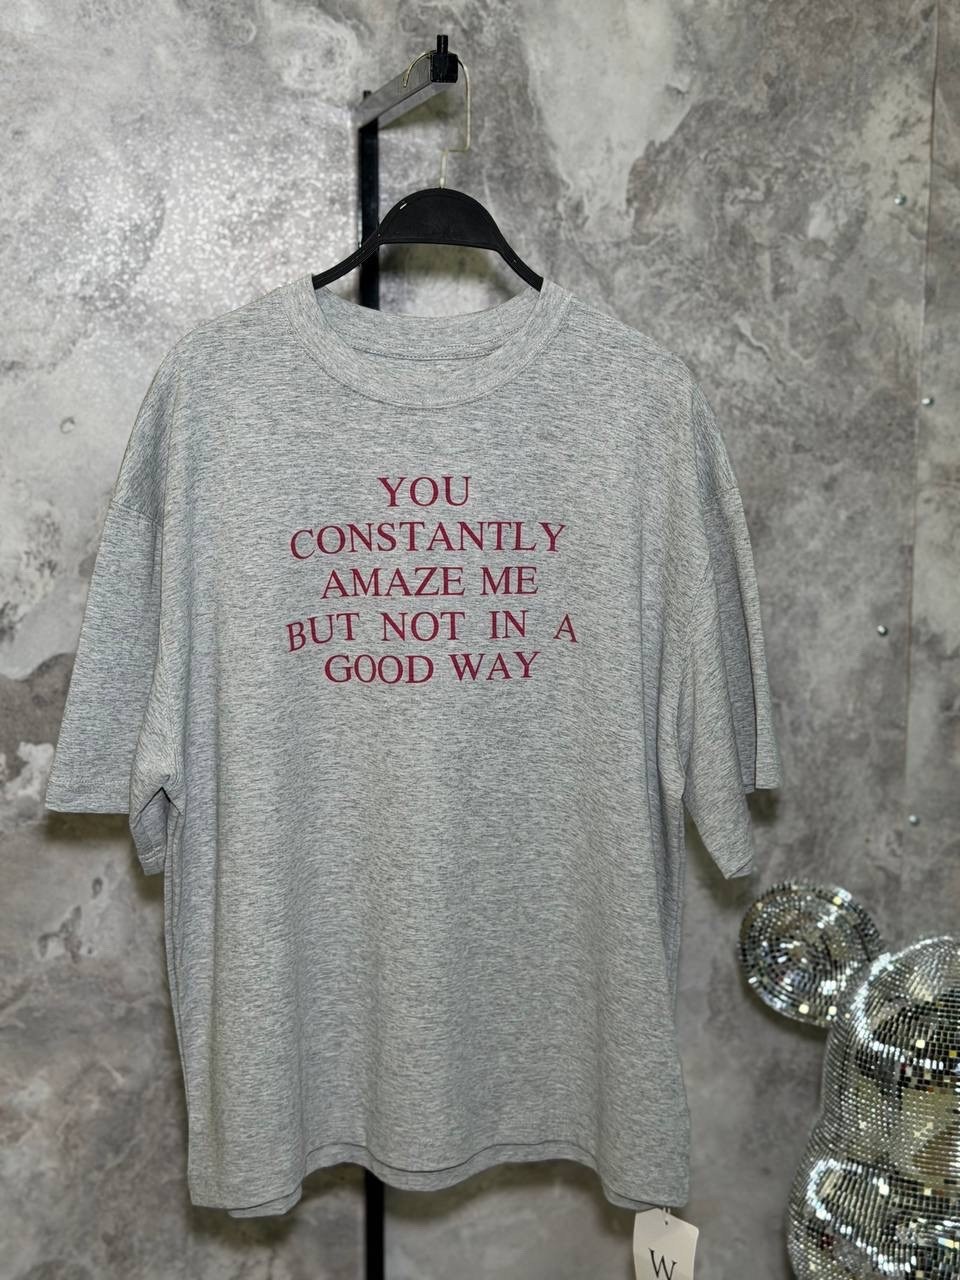 YOU
CONSTANTLY
AMAZE ME
BUT NOT IN A
GOOD WAY
W